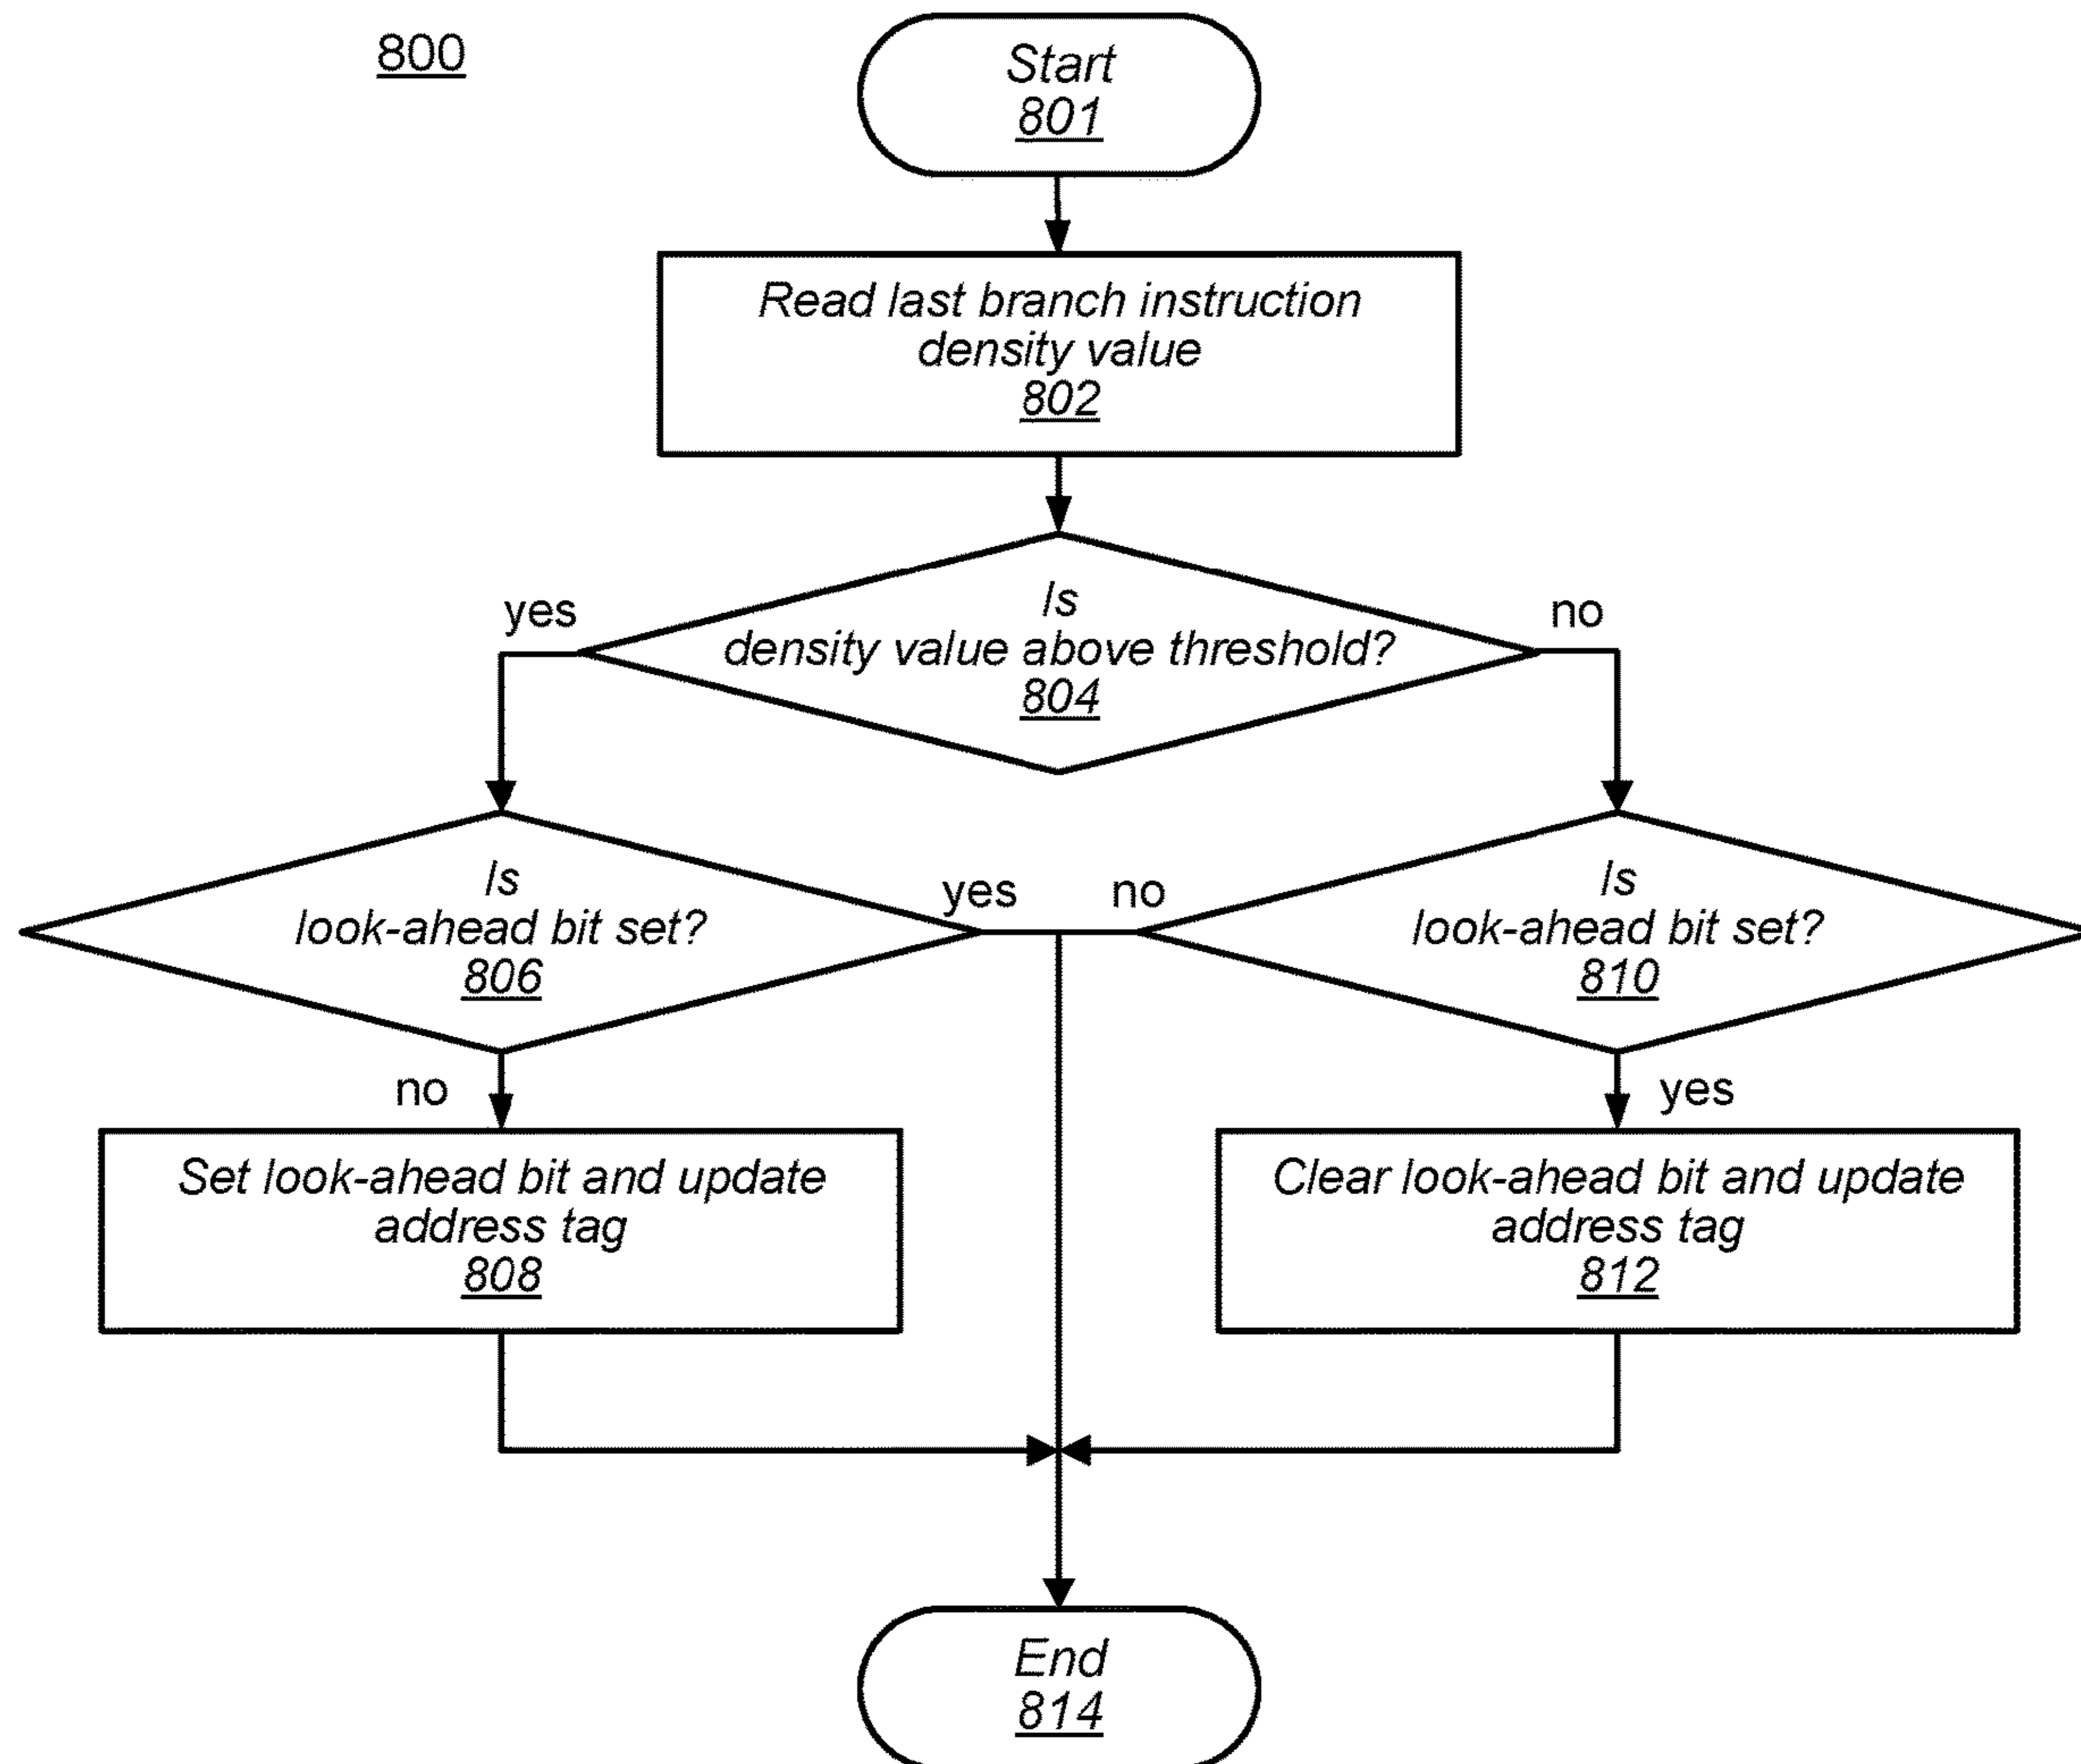 800
Start
801
Read last branch instruction
density value
802
Is
density value above threshold?
804
yes
no
Is
look-ahead bit set?
806
yes
no
Is
look-ahead bit set?
810
no
yes
Set look-ahead bit and update
address tag
808
Clear look-ahead bit and update
address tag
812
End
814